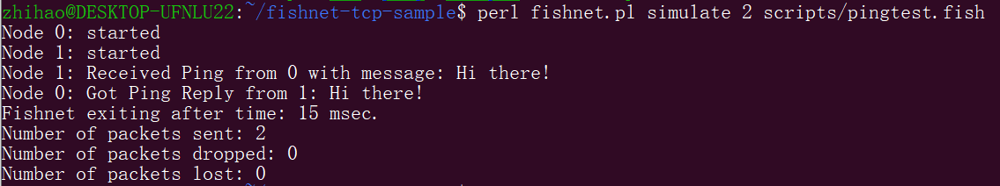 zhihao@DESKTOP-UFNLU22:~/fishnet-tcp-sample$ perl fishnet.pl simulate 2 scripts/pingtest.fish
Node 0: started
Node 1: started
Node 1: Received Ping from 0 with message: Hi there!
Node 0: Got Ping Reply from 1: Hi there!
Fishnet exiting after time: 15 msec.
Number of packets sent: 2
Number of packets dropped: 0
Number of packets lost: 0